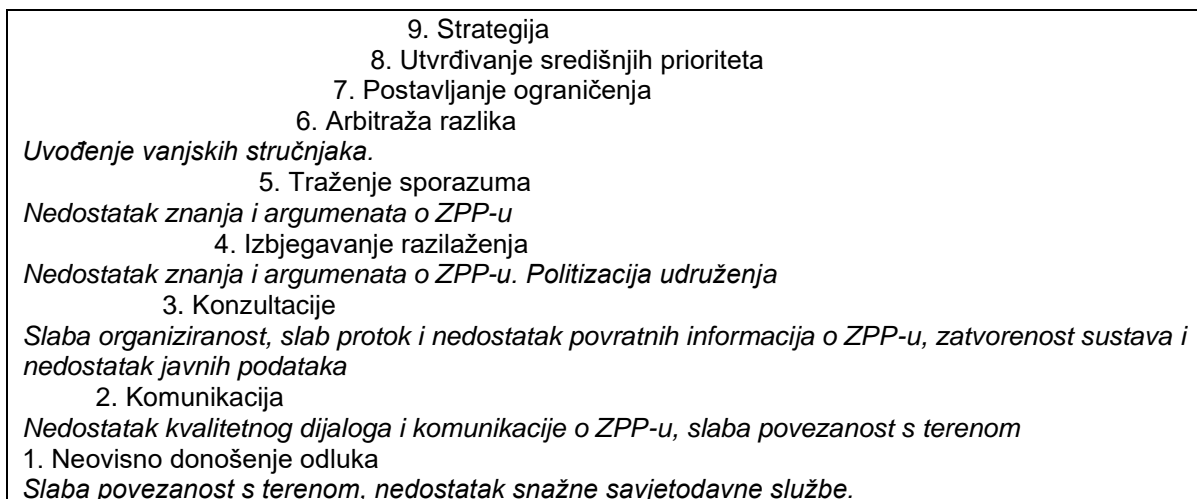 9. Strategija
8. Utvrđivanje središnjih prioriteta
7. Postavljanje ograničenja
6. Arbitraža razlika
Uvođenje vanjskih stručnjaka.
5. Traženje sporazuma
Nedostatak znanja i argumenata o ZPP-u
4. Izbjegavanje razilaženja
Nedostatak znanja i argumenata o ZPP-u. Politizacija udruženja
3. Konzultacije
Slaba organiziranost, slab protok i nedostatak povratnih informacija o ZPP-u, zatvorenost sustava i
nedostatak javnih podataka
2. Komunikacija
Nedostatak kvalitetnog dijaloga i komunikacije o ZPP-u, slaba povezanost s terenom
1. Neovisno donošenje odluka
Slaba povezanost s terenom, nedostatak snažne savjetodavne službe.